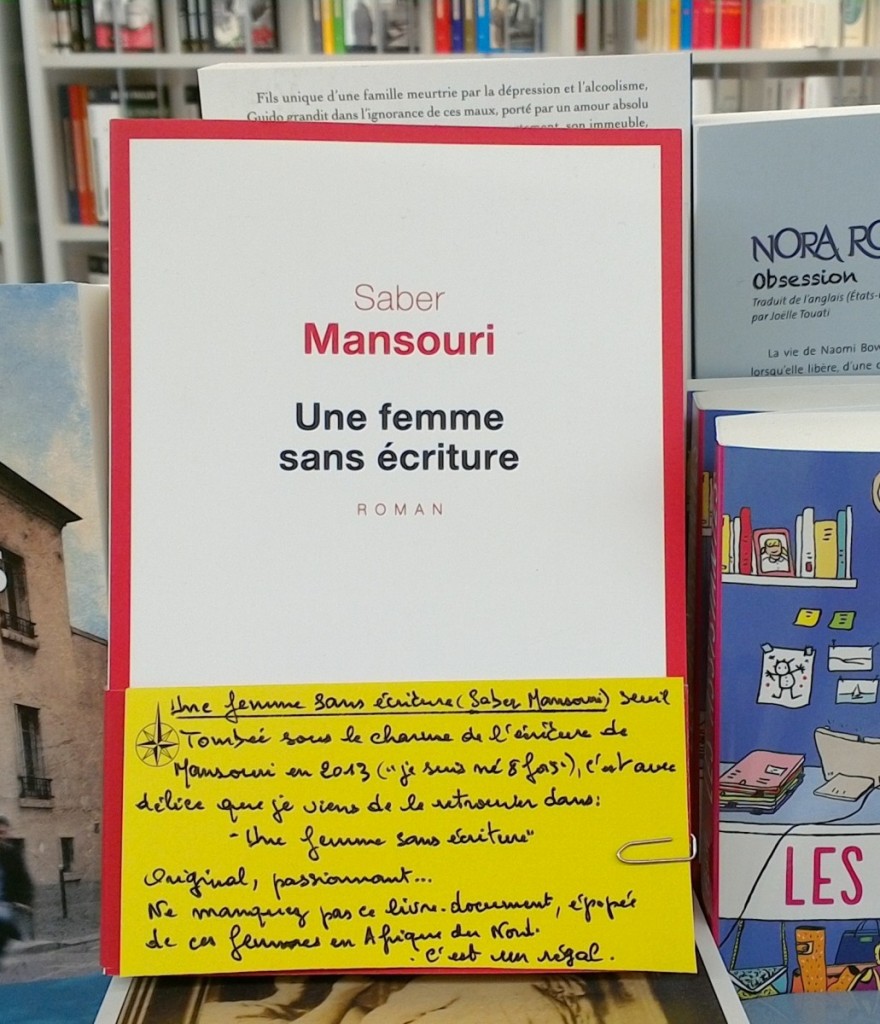 Fils unique d'une famille meurtrie par la dépression et l'alcoolisme,
Guido grandit dans l'ignorance de ces maux, porté par un amour absolu
son immeuble,
Saber
Mansouri
Une femme
sans écriture
ROMAN
Une femme sans écriture (Saber Mansouri) Seuil
Tombée sous le charme de l'écriture de
Mansouri en 2013 ("je suis né 8 fois"), c'est avec
délice que je viens de le retrouver dans:
- Une femme sans écriture"
Original, passionnant...
Ne manquez pas ce livre-document, épopée
de ces femmes en Afrique du Nord.
c'est un régal.
NORA RO
Obsession
Traduit de l'anglais (États-
par Joëlle Touati
La vie de Naomi Bow
lorsqu'elle libère, d'une
LES